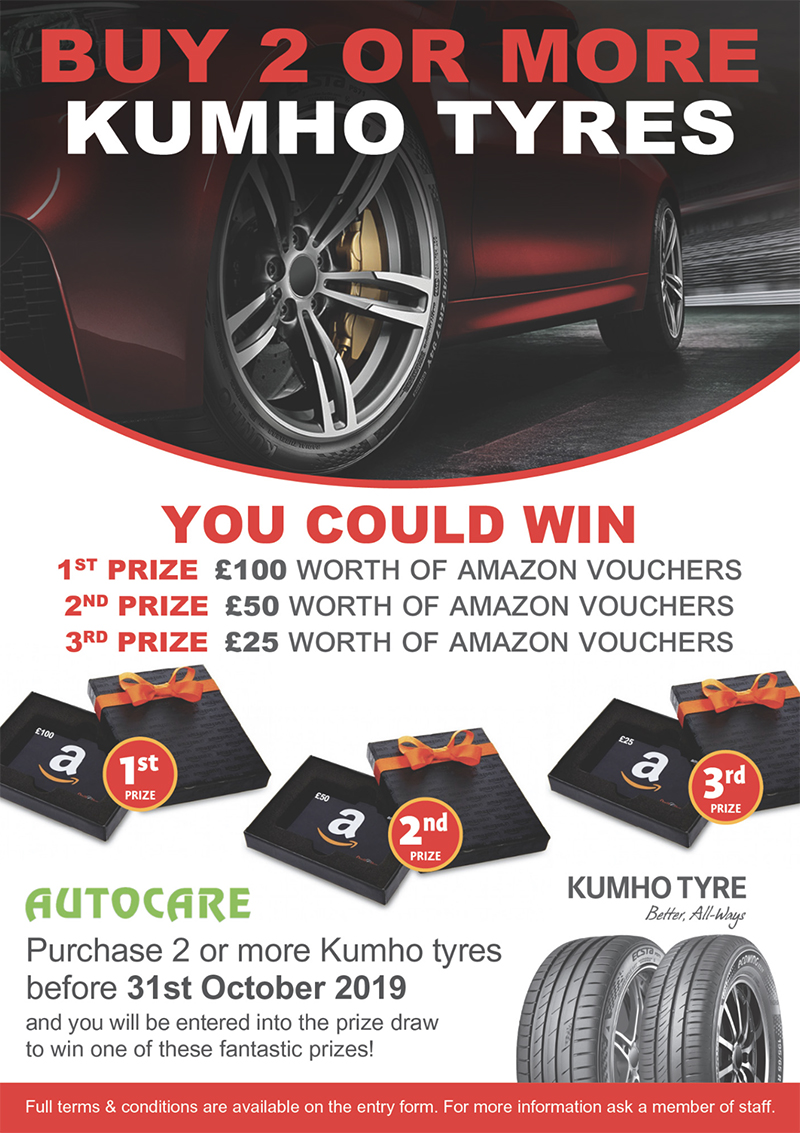 BUY 2 OR MORE
KUMHO TYRES
YOU COULD WIN
1ST PRIZE £100 WORTH OF AMAZON VOUCHERS
2ND PRIZE £50 WORTH OF AMAZON VOUCHERS
3RD PRIZE £25 WORTH OF AMAZON VOUCHERS
£100
a
1st
PRIZE
£50
a
2nd
PRIZE
£25
a
3rd
PRIZE
AUTOCARE
KUMHO TYRE
Better, All-Ways
Purchase 2 or more Kumho tyres
before 31st October 2019
and you will be entered into the prize draw
to win one of these fantastic prizes!
ECSTA
ECOWING
Full terms & conditions are available on the entry form. For more information ask a member of staff.